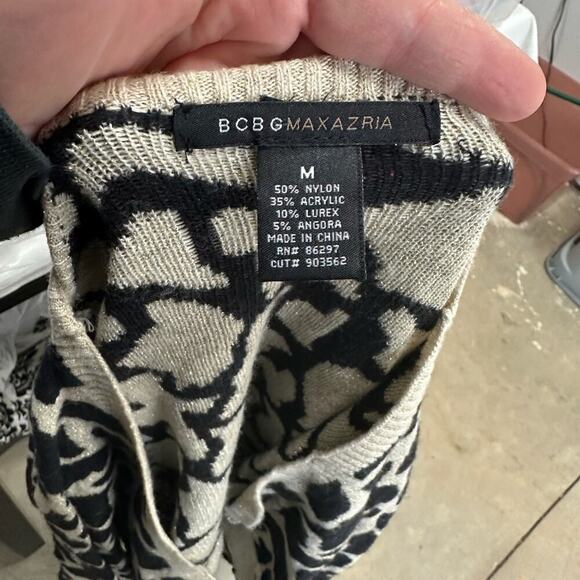 BCBGMAXAZRIA
M
50% NYLON
35% ACRYLIC
10% LUREX
5% ANGORA
MADE IN CHINA
RN# 86297
CUT# 903562